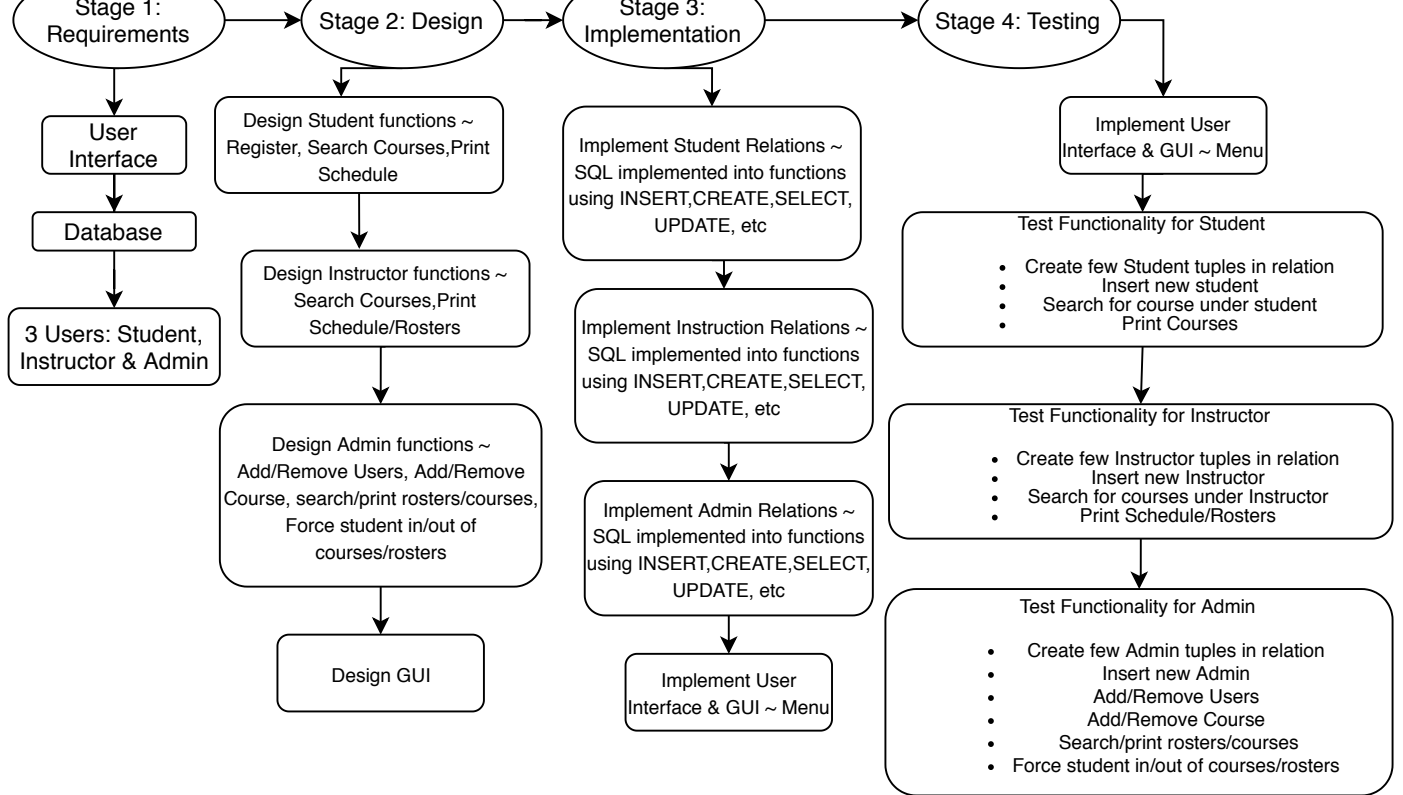 Stage 1:
Requirements
Stage 2: Design
Stage 3:
Implementation
Stage 4: Testing
User
Interface
Database
3 Users: Student,
Instructor & Admin
Design Student functions ~
Register, Search Courses,Print
Schedule
Design Instructor functions ~
Search Courses,Print
Schedule/Rosters
Design Admin functions ~
Add/Remove Users, Add/Remove
Course, search/print rosters/courses,
Force student in/out of
courses/rosters
Design GUI
Implement Student Relations ~
SQL implemented into functions
using INSERT,CREATE,SELECT,
UPDATE, etc
Implement Instruction Relations ~
SQL implemented into functions
using INSERT,CREATE,SELECT,
UPDATE, etc
Implement Admin Relations ~
SQL implemented into functions
using INSERT,CREATE,SELECT,
UPDATE, etc
Implement User
Interface & GUI ~ Menu
Implement User
Interface & GUI ~ Menu
Test Functionality for Student
• Create few Student tuples in relation
• Insert new student
• Search for course under student
• Print Courses
Test Functionality for Instructor
• Create few Instructor tuples in relation
• Insert new Instructor
• Search for courses under Instructor
• Print Schedule/Rosters
Test Functionality for Admin
• Create few Admin tuples in relation
• Insert new Admin
• Add/Remove Users
• Add/Remove Course
• Search/print rosters/courses
• Force student in/out of courses/rosters